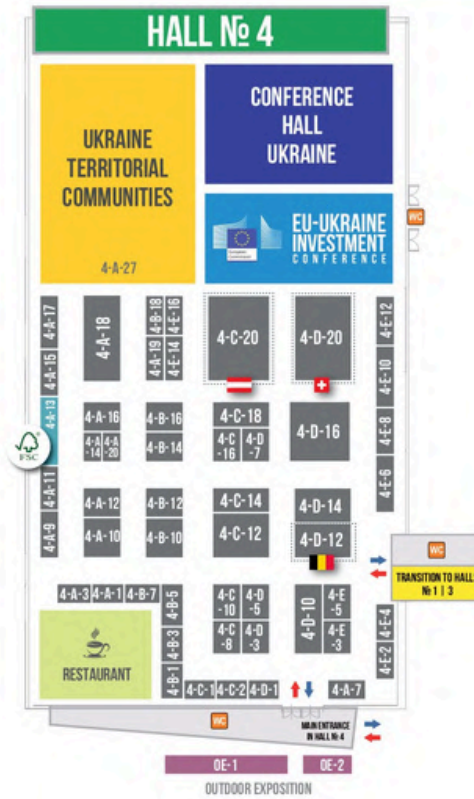 HALL № 4
UKRAINE
TERRITORIAL
COMMUNITIES
4-A-27
CONFERENCE
HALL
UKRAINE
European
Commission
EU-UKRAINE
INVESTMENT
CONFERENCE
WC
4-A-17
4-A-15
4-A-13
FSC
4-A-11
4-A-9
4-A-18
4-B-18
4-E-16
4-A-19
4-E-14
4-C-20
4-D-20
4-E-12
4-E-10
4-E-8
4-E-6
4-A-16
4-A
-14
4-A
-20
4-B-16
4-B-14
4-C-18
4-C
-16
4-D
-7
4-D-16
4-A-12
4-A-10
4-B-12
4-B-10
4-C-14
4-C-12
4-D-14
4-D-12
WC
TRANSITION TO HALL
№ 1 | 3
4-A-3
4-A-1
4-B-7
4-B-5
4-B-3
4-B-1
4-C
-10
4-D
-5
4-C
-8
4-D
-3
4-D-10
4-E
-5
4-E
-3
4-E-4
4-E-2
RESTAURANT
4-C-1
4-C-2
4-D-1
4-A-7
WC
MAIN ENTRANCE
IN HALL № 4
OE-1
OE-2
OUTDOOR EXPOSITION